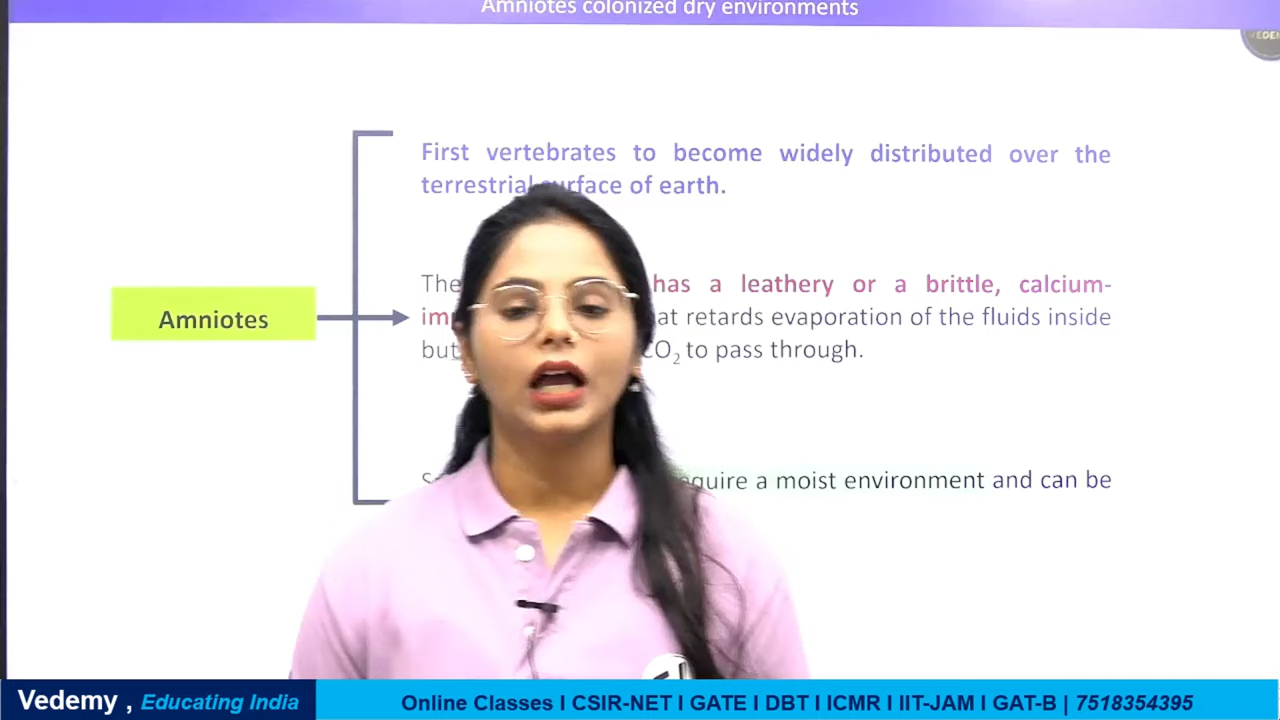 Amniotes colonized dry environments
VEDEM
First vertebrates to become widely distributed over the
terrestrial surface of earth.
The has a leathery or a brittle, calcium-
retards evaporation of the fluids inside
but CO₂ to pass through.
Amniotes
require a moist environment and can be
Vedemy , Educating India
Online Classes I CSIR-NET I GATE I DBT I ICMR I IIT-JAM I GAT-B | 7518354395